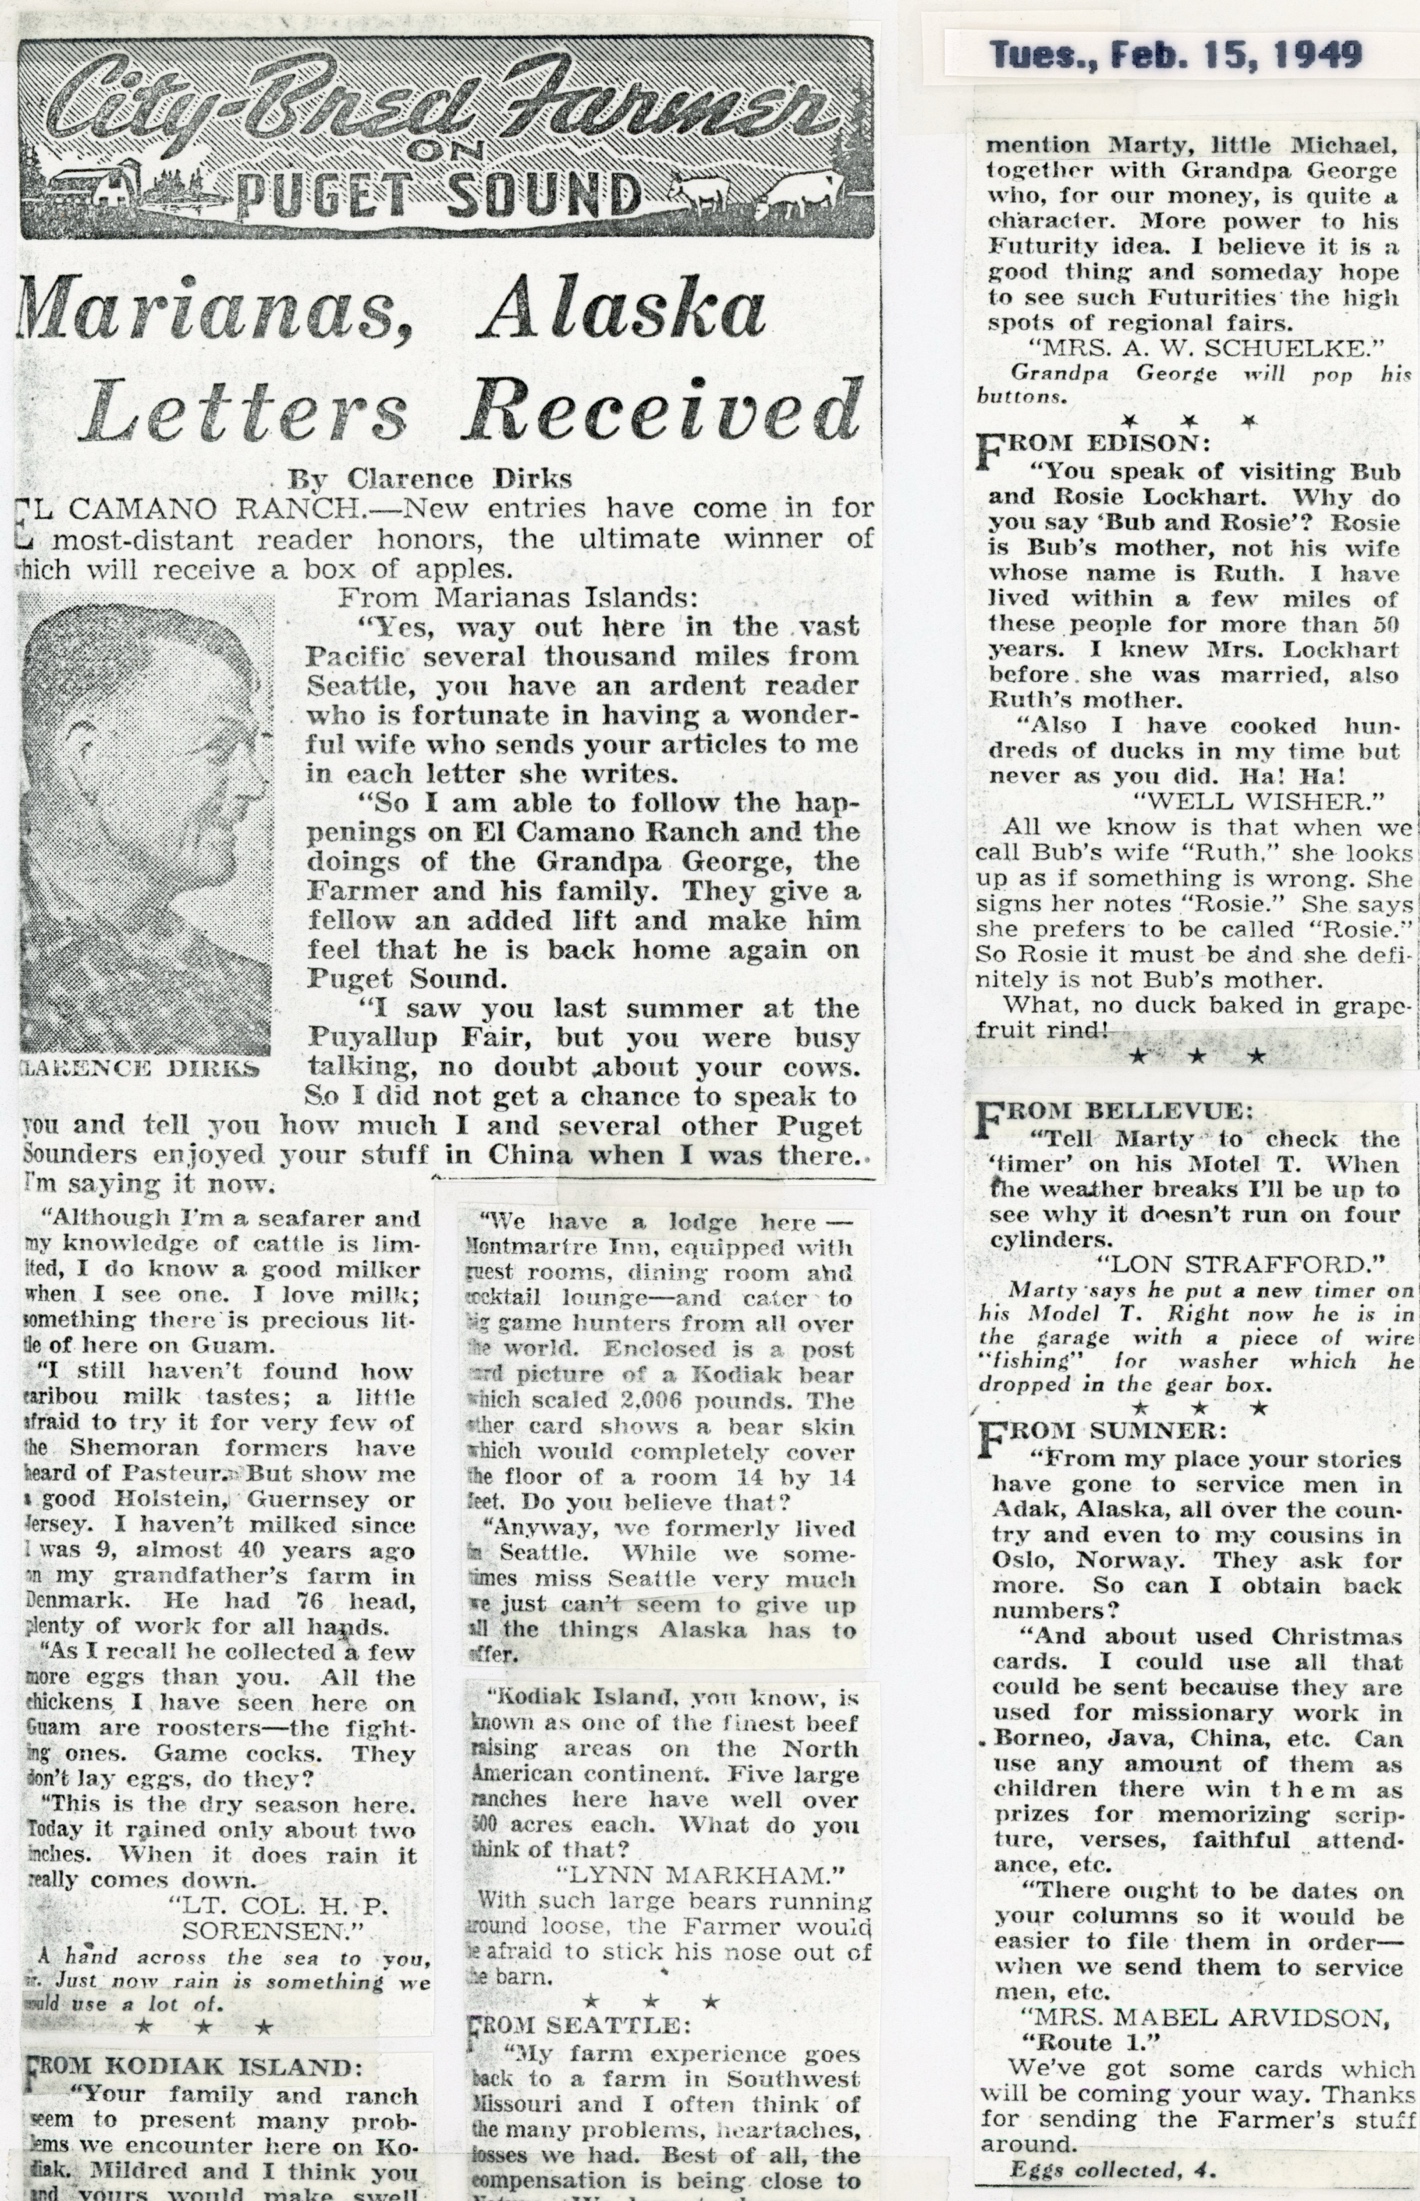 City-Bred Farmer
ON
PUGET SOUND
Tues., Feb. 15, 1949
Marianas, Alaska
Letters Received
By Clarence Dirks
EL CAMANO RANCH.—New entries have come in for
most-distant reader honors, the ultimate winner of
which will receive a box of apples.
From Marianas Islands:
"Yes, way out here in the vast
Pacific several thousand miles from
Seattle, you have an ardent reader
who is fortunate in having a wonder-
ful wife who sends your articles to me
in each letter she writes.
"So I am able to follow the hap-
penings on El Camano Ranch and the
doings of the Grandpa George, the
Farmer and his family. They give a
fellow an added lift and make him
feel that he is back home again on
Puget Sound.
"I saw you last summer at the
Puyallup Fair, but you were busy
talking, no doubt about your cows.
So I did not get a chance to speak to
CLARENCE DIRKS
you and tell you how much I and several other Puget
Sounders enjoyed your stuff in China when I was there.
I'm saying it now.
"Although I'm a seafarer and
my knowledge of cattle is lim-
ited, I do know a good milker
when I see one. I love milk;
something there is precious lit-
tle of here on Guam.
"I still haven't found how
caribou milk tastes; a little
afraid to try it for very few of
the Shemoran formers have
heard of Pasteur. But show me
a good Holstein, Guernsey or
Jersey. I haven't milked since
I was 9, almost 40 years ago
on my grandfather's farm in
Denmark. He had 76 head,
plenty of work for all hands.
"As I recall he collected a few
more eggs than you. All the
chickens I have seen here on
Guam are roosters—the fight-
ing ones. Game cocks. They
don't lay eggs, do they?
"This is the dry season here.
Today it rained only about two
inches. When it does rain it
really comes down.
"LT. COL. H. P.
SORENSEN."
A hand across the sea to you,
sir. Just now rain is something we
could use a lot of.
★ ★ ★
FROM KODIAK ISLAND:
"Your family and ranch
seem to present many prob-
lems we encounter here on Ko-
diak. Mildred and I think you
and yours would make swell
"We have a lodge here —
Montmartre Inn, equipped with
guest rooms, dining room and
cocktail lounge—and cater to
big game hunters from all over
the world. Enclosed is a post
card picture of a Kodiak bear
which scaled 2,006 pounds. The
other card shows a bear skin
which would completely cover
the floor of a room 14 by 14
feet. Do you believe that?
"Anyway, we formerly lived
in Seattle. While we some-
times miss Seattle very much
we just can't seem to give up
all the things Alaska has to
offer.
"Kodiak Island, you know, is
known as one of the finest beef
raising areas on the North
American continent. Five large
ranches here have well over
500 acres each. What do you
think of that?
"LYNN MARKHAM."
With such large bears running
around loose, the Farmer would
be afraid to stick his nose out of
the barn.
★ ★ ★
FROM SEATTLE:
"My farm experience goes
back to a farm in Southwest
Missouri and I often think of
the many problems, heartaches,
losses we had. Best of all, the
compensation is being close to
mention Marty, little Michael,
together with Grandpa George
who, for our money, is quite a
character. More power to his
Futurity idea. I believe it is a
good thing and someday hope
to see such Futurities the high
spots of regional fairs.
"MRS. A. W. SCHUELKE."
Grandpa George will pop his
buttons.
★ ★ ★
FROM EDISON:
"You speak of visiting Bub
and Rosie Lockhart. Why do
you say 'Bub and Rosie'? Rosie
is Bub's mother, not his wife
whose name is Ruth. I have
lived within a few miles of
these people for more than 50
years. I knew Mrs. Lockhart
before she was married, also
Ruth's mother.
"Also I have cooked hun-
dreds of ducks in my time but
never as you did. Ha! Ha!
"WELL WISHER."
All we know is that when we
call Bub's wife "Ruth," she looks
up as if something is wrong. She
signs her notes "Rosie." She says
she prefers to be called "Rosie."
So Rosie it must be and she defi-
nitely is not Bub's mother.
What, no duck baked in grape-
fruit rind!
★ ★ ★
FROM BELLEVUE:
"Tell Marty to check the
'timer' on his Motel T. When
the weather breaks I'll be up to
see why it doesn't run on four
cylinders.
"LON STRAFFORD."
Marty says he put a new timer on
his Model T. Right now he is in
the garage with a piece of wire
"fishing" for washer which he
dropped in the gear box.
★ ★ ★
FROM SUMNER:
"From my place your stories
have gone to service men in
Adak, Alaska, all over the coun-
try and even to my cousins in
Oslo, Norway. They ask for
more. So can I obtain back
numbers?
"And about used Christmas
cards. I could use all that
could be sent because they are
used for missionary work in
Borneo, Java, China, etc. Can
use any amount of them as
children there win them as
prizes for memorizing scrip-
ture, verses, faithful attend-
ance, etc.
"There ought to be dates on
your columns so it would be
easier to file them in order—
when we send them to service
men, etc.
"MRS. MABEL ARVIDSON,
"Route 1."
We've got some cards which
will be coming your way. Thanks
for sending the Farmer's stuff
around.
Eggs collected, 4.